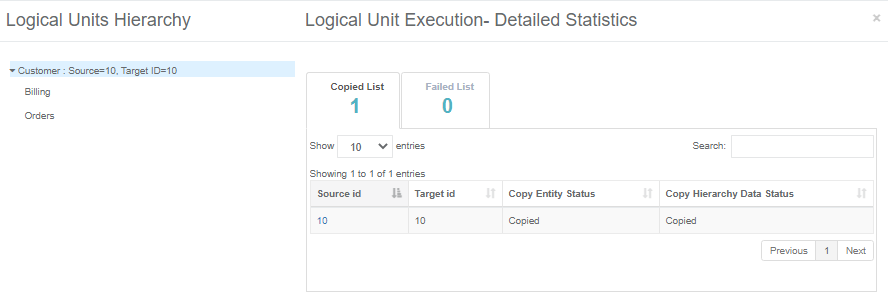 Logical Units Hierarchy
Logical Unit Execution- Detailed Statistics
×
Customer : Source=10, Target ID=10
Billing
Orders
Copied List
1
Failed List
0
Show 10 entries
Search:
Showing 1 to 1 of 1 entries
Source id Target id Copy Entity Status Copy Hierarchy Data Status
10 10 Copied Copied
Previous 1 Next